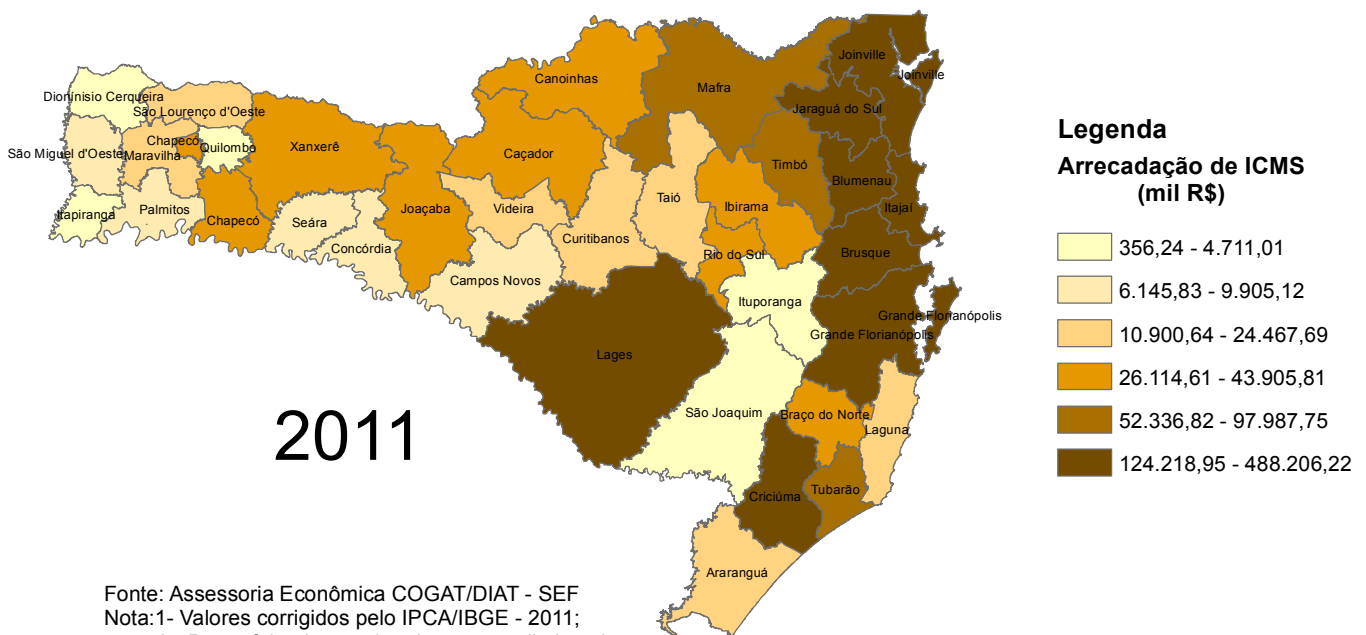 Joinville
Joinville
Canoinhas
Mafra
Dionínisio Cerqueira
São Lourenço d'Oeste
Jaraguá do Sul
Chapecó
Quilombo
Xanxerê
São Miguel d'Oeste
Maravilha
Caçador
Timbó
Blumenau
Itapiranga
Palmitos
Chapecó
Seára
Joaçaba
Videira
Taió
Ibirama
Itajaí
Concórdia
Curitibanos
Rio do Sul
Brusque
Campos Novos
Ituporanga
Grande Florianópolis
Grande Florianópolis
Lages
São Joaquim
Braço do Norte
Laguna
Criciúma
Tubarão
Araranguá
2011
Legenda
Arrecadação de ICMS
(mil R$)
356,24 - 4.711,01
6.145,83 - 9.905,12
10.900,64 - 24.467,69
26.114,61 - 43.905,81
52.336,82 - 97.987,75
124.218,95 - 488.206,22
Fonte: Assessoria Econômica COGAT/DIAT - SEF
Nota:1- Valores corrigidos pelo IPCA/IBGE - 2011;